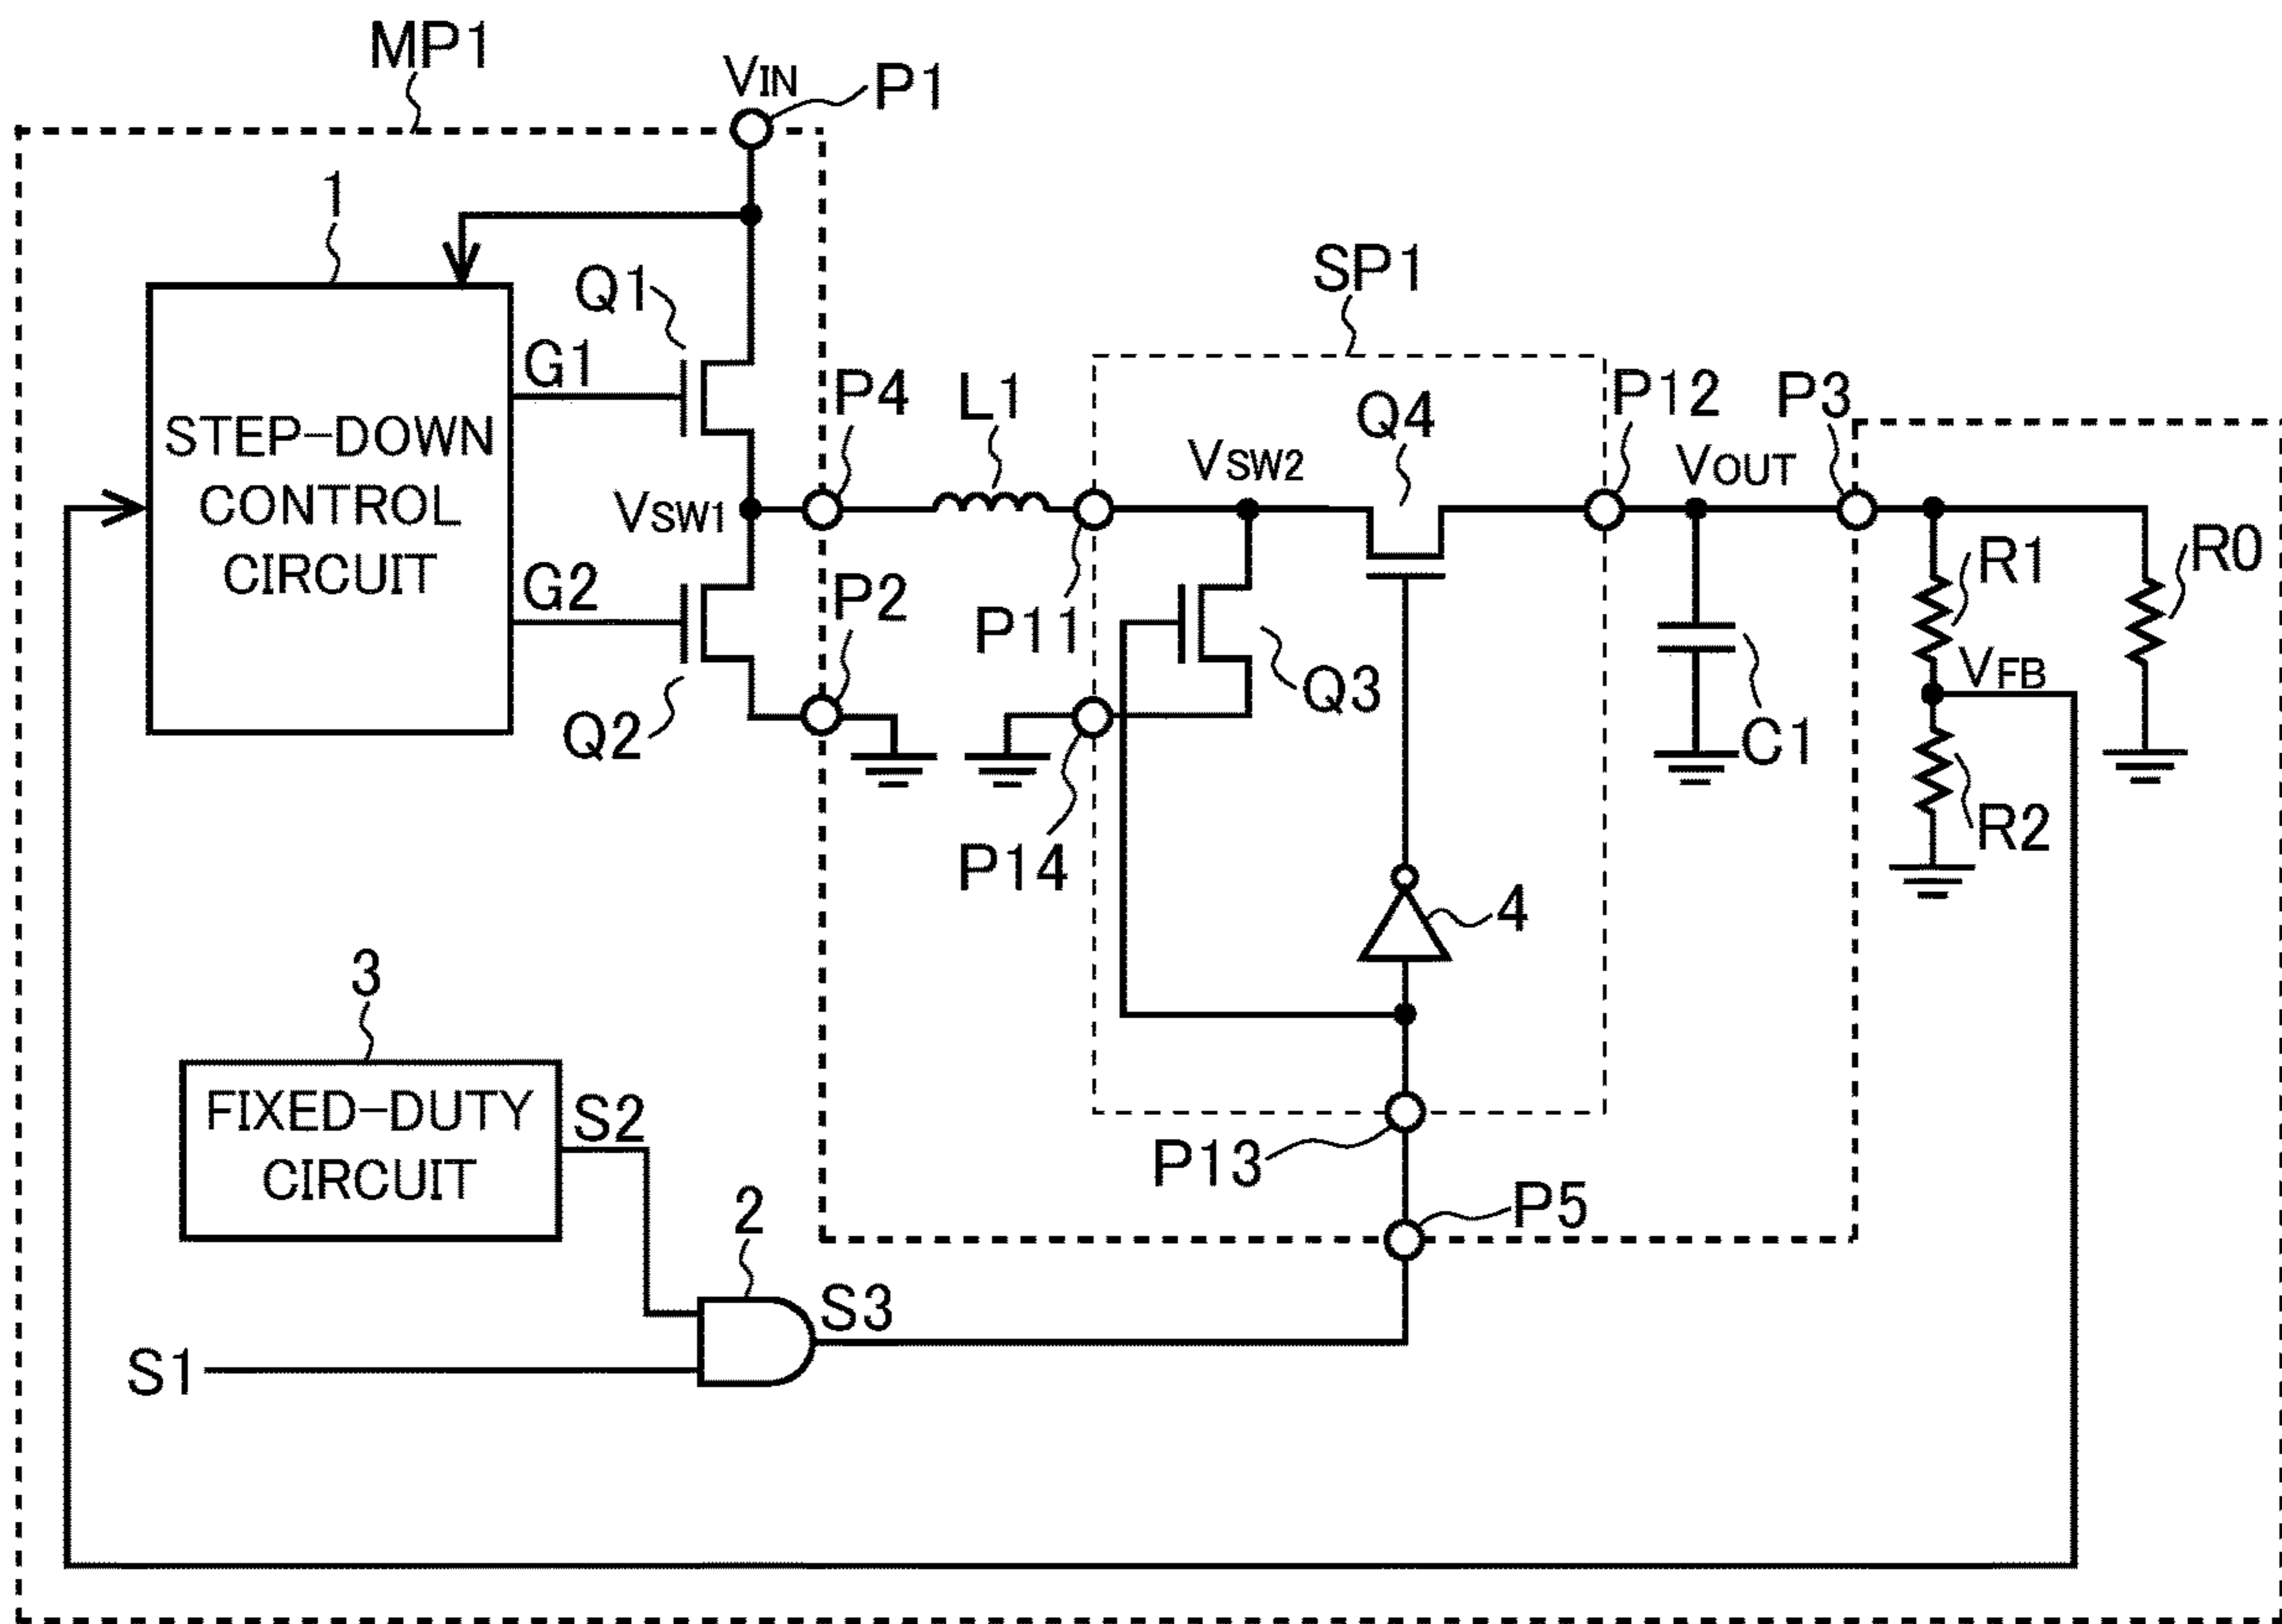 MP1
VIN
P1
1
Q1
SP1
G1
STEP-DOWN
CONTROL
CIRCUIT
P4
L1
Q4
P12
P3
VSW2
VOUT
VSW1
R1
R0
G2
P2
P11
Q3
VFB
Q2
C1
R2
P14
4
3
FIXED-DUTY
CIRCUIT
S2
P13
P5
2
S3
S1